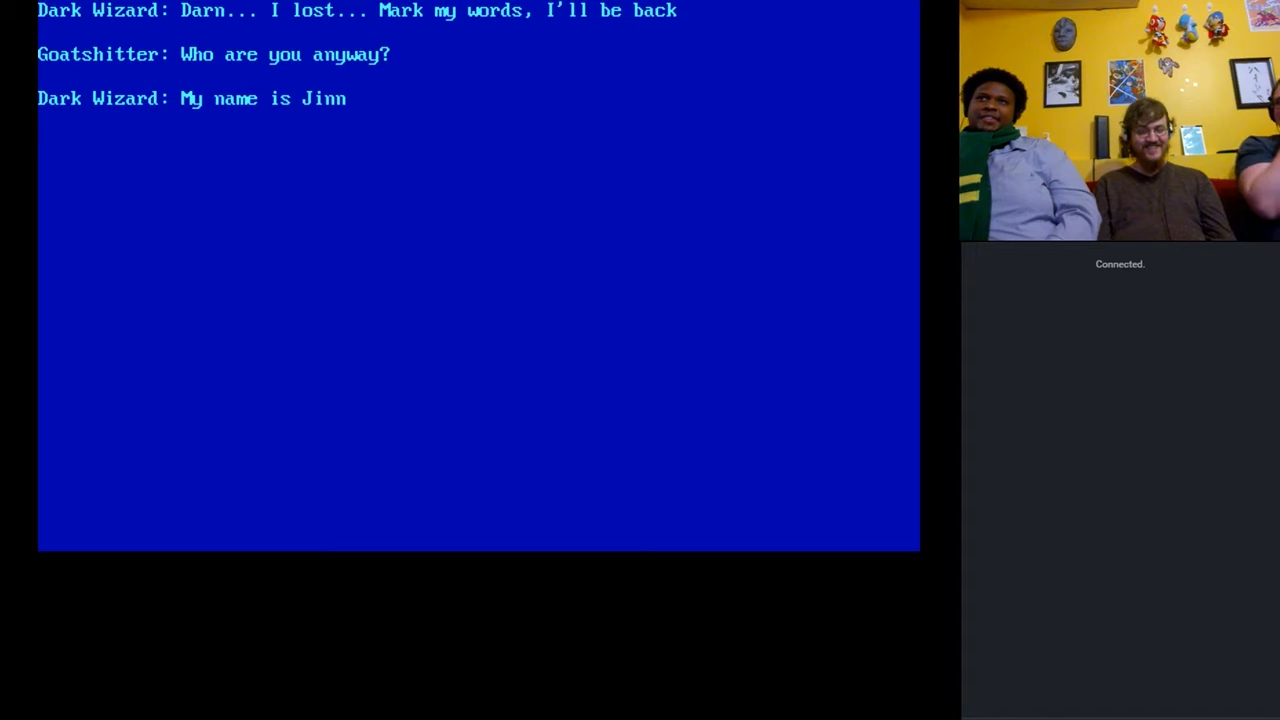 Dark Wizard: Darn... I lost... Mark my words, I'll be back
Goatshitter: Who are you anyway?
Dark Wizard: My name is Jinn
Connected.